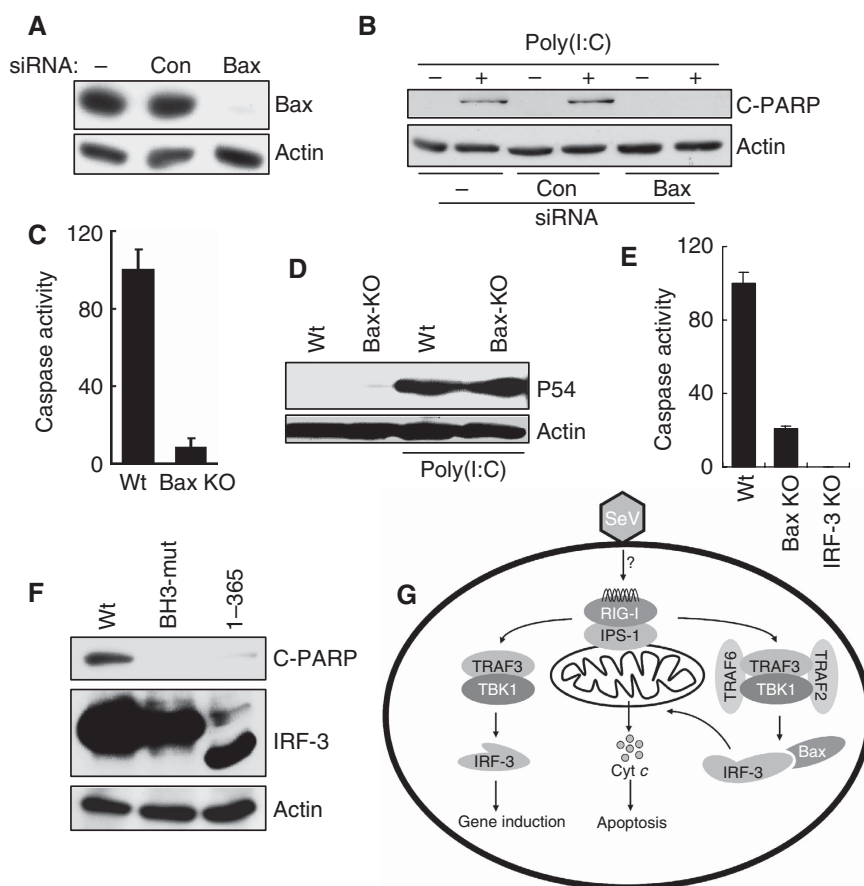 A
siRNA: – Con Bax
Bax
Actin
B
Poly(I:C)
– + – + – +
C-PARP
Actin
– Con Bax
siRNA
C
Caspase activity
120
80
40
0
Wt Bax KO
D
Wt Bax-KO Wt Bax-KO
P54
Actin
Poly(I:C)
E
Caspase activity
120
80
40
0
Wt Bax KO IRF-3 KO
F
Wt BH3-mut 1–365
C-PARP
IRF-3
Actin
G
SeV
?
RIG-I
IPS-1
TRAF3
TBK1
IRF-3
Gene induction
Cyt c
Apoptosis
TRAF6
TRAF3
TBK1
TRAF2
IRF-3
Bax